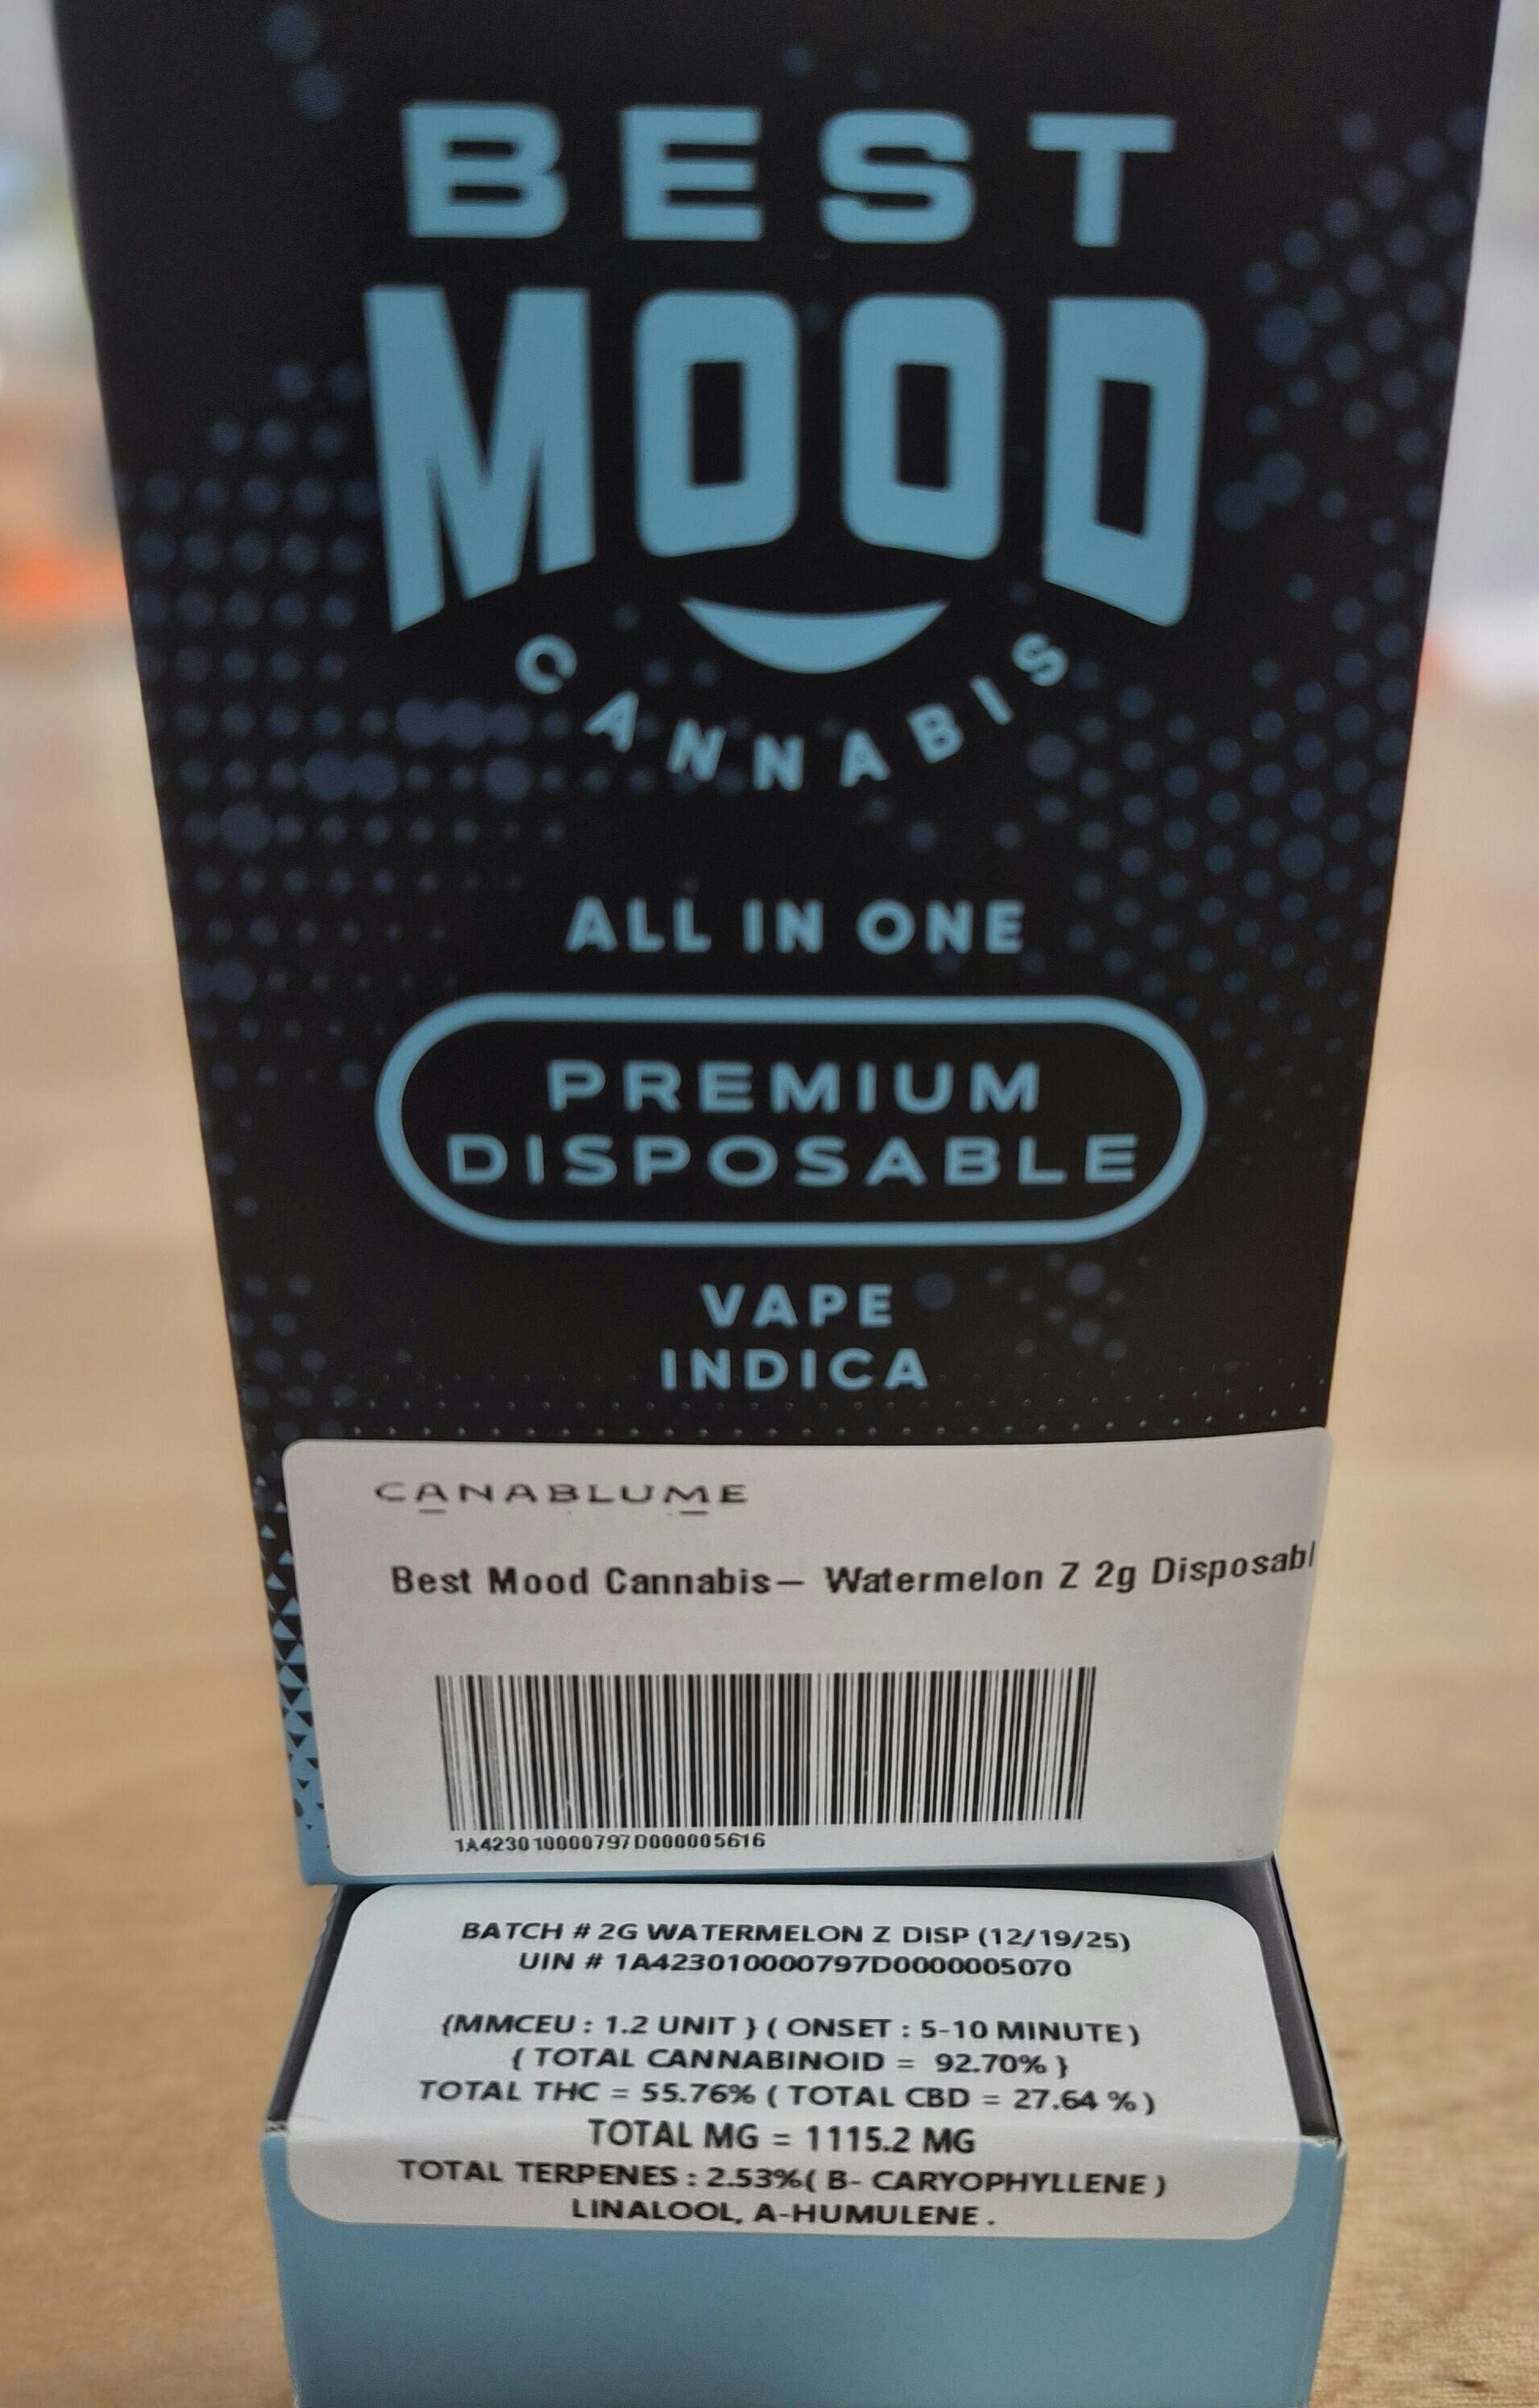 BEST
MOOD
CANNABIS
ALL IN ONE
PREMIUM
DISPOSABLE
VAPE
INDICA
CANABLUME
Best Mood Cannabis— Watermelon Z 2g Disposabl
1A423010000797D000005616
BATCH # 2G WATERMELON Z DISP (12/19/25)
UIN # 1A423010000797D0000005070
{MMCEU : 1.2 UNIT } ( ONSET : 5-10 MINUTE )
{ TOTAL CANNABINOID = 92.70% }
TOTAL THC = 55.76% ( TOTAL CBD = 27.64 % )
TOTAL MG = 1115.2 MG
TOTAL TERPENES : 2.53%( B- CARYOPHYLLENE )
LINALOOL, A-HUMULENE .